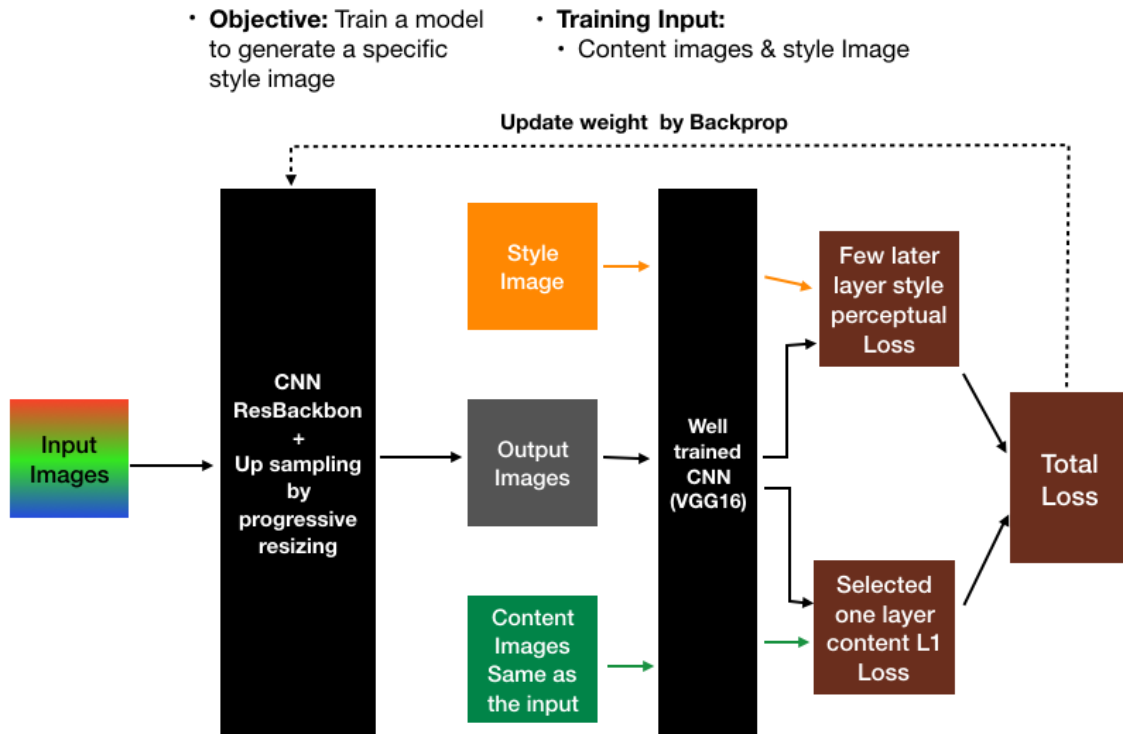 • Objective: Train a model
to generate a specific
style image
• Training Input:
• Content images & style Image
Update weight by Backprop
Input
Images
CNN
ResBackbon
+
Up sampling
by
progressive
resizing
Style
Image
Output
Images
Content
Images
Same as
the input
Well
trained
CNN
(VGG16)
Few later
layer style
perceptual
Loss
Selected
one layer
content L1
Loss
Total
Loss